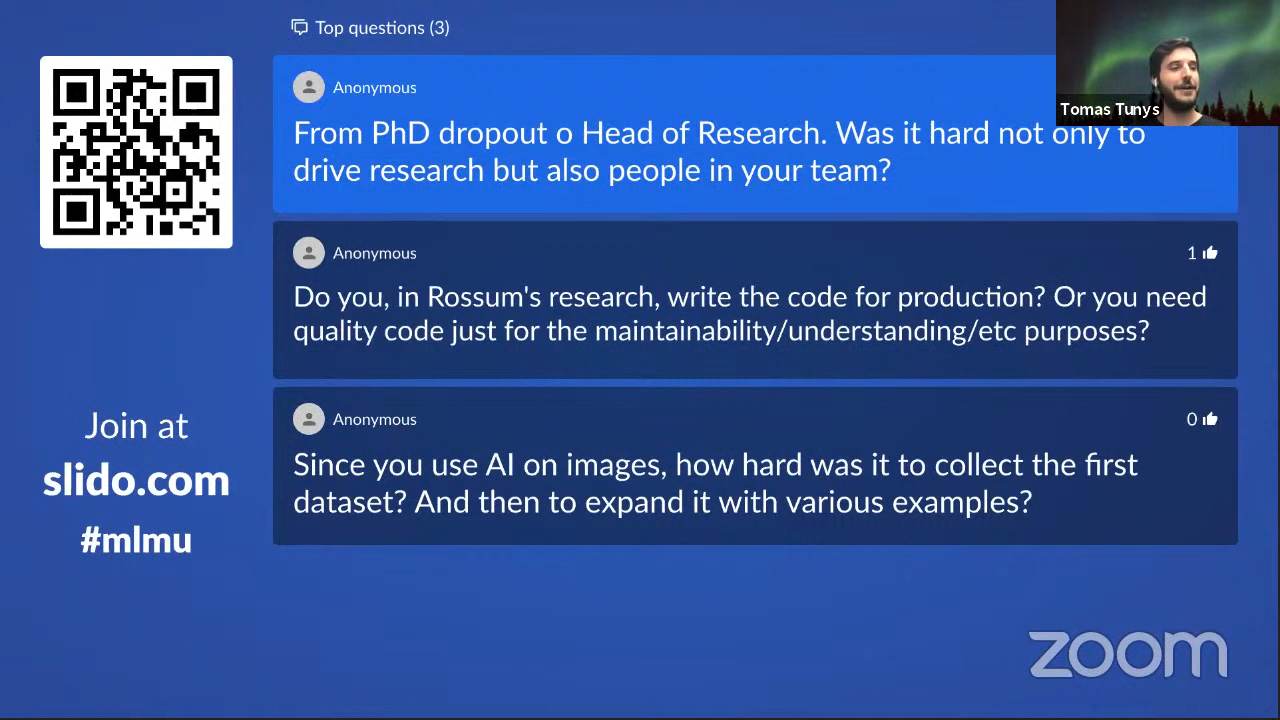 Top questions (3)
Anonymous
From PhD dropout o Head of Research. Was it hard not only to
drive research but also people in your team?
Tomas Tunys
Anonymous
1
Do you, in Rossum's research, write the code for production? Or you need
quality code just for the maintainability/understanding/etc purposes?
Anonymous
0
Since you use AI on images, how hard was it to collect the first
dataset? And then to expand it with various examples?
Join at
slido.com
#mlmu
zoom